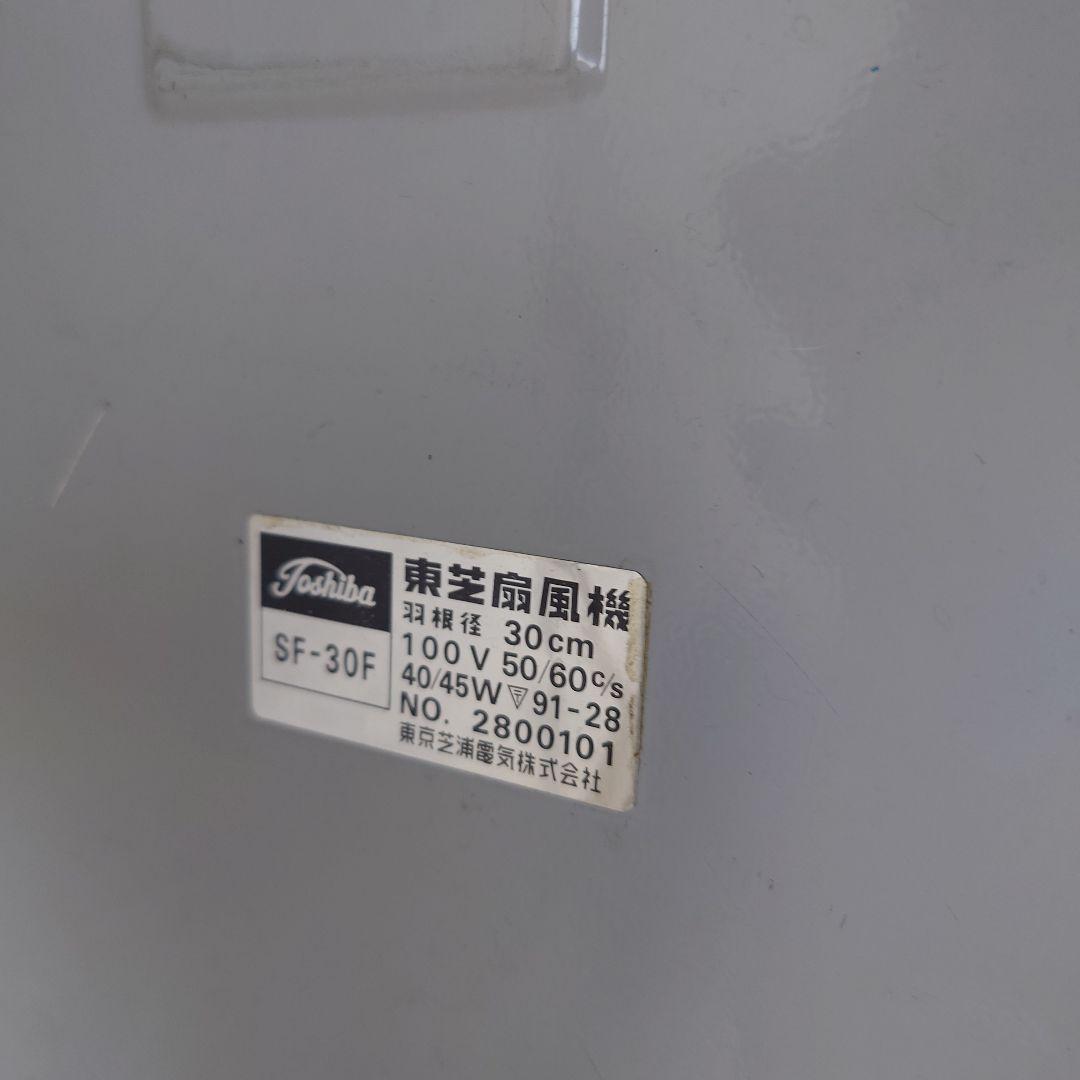 Toshiba
SF-30F
東芝扇風機
羽根径 30cm
100V 50/60c/s
40/45W 〒 91-28
NO. 2800101
東京芝浦電気株式会社